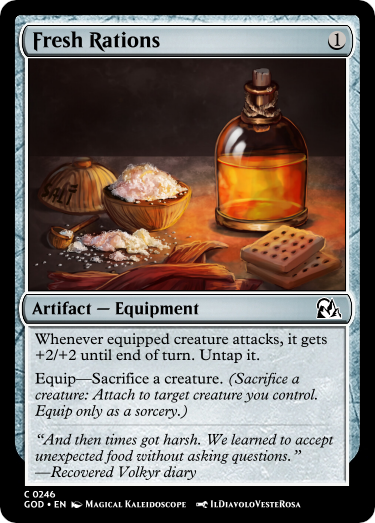 Fresh Rations 1
SALT
Artifact — Equipment
Whenever equipped creature attacks, it gets
+2/+2 until end of turn. Untap it.
Equip—Sacrifice a creature. (Sacrifice a
creature: Attach to target creature you control.
Equip only as a sorcery.)
“And then times got harsh. We learned to accept
unexpected food without asking questions.”
—Recovered Volkyr diary
C 0246
GOD • EN Magical Kaleidoscope IlDiavoloVesteRosa